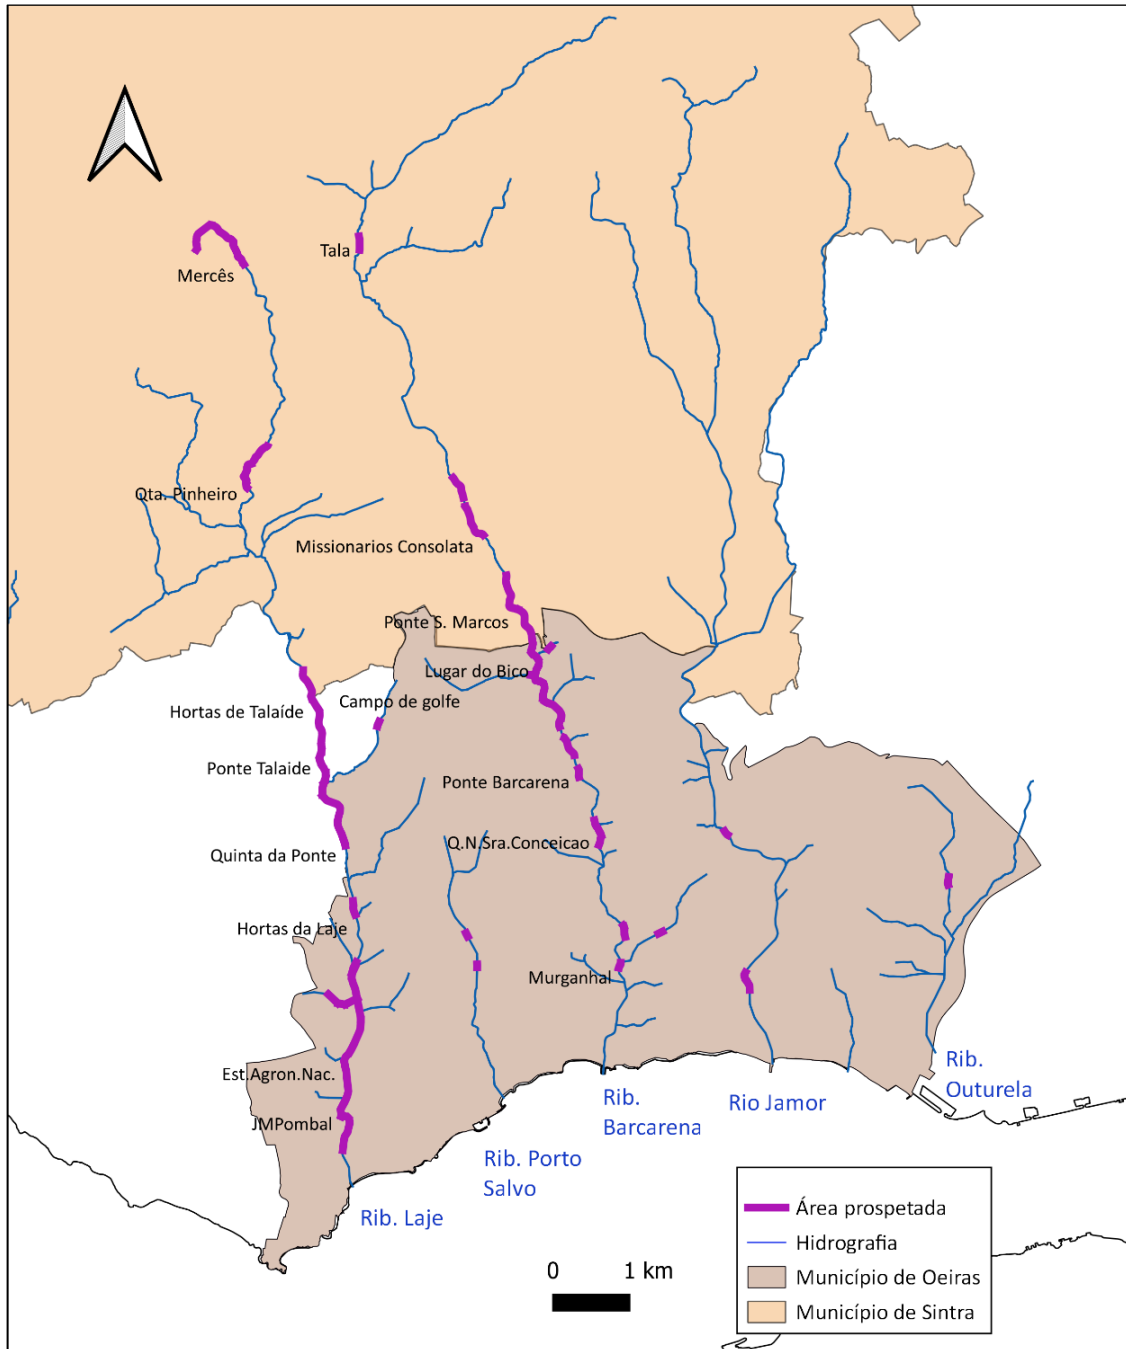 Tala
Mercês
Qta. Pinheiro
Missionarios Consolata
Ponte S. Marcos
Lugar do Bico
Campo de golfe
Hortas de Talaíde
Ponte Talaide
Ponte Barcarena
Q.N.Sra.Conceicao
Quinta da Ponte
Hortas da Laje
Murganhal
Est.Agron.Nac.
JMPombal
Rib.
Outurela
Rib.
Barcarena
Rio Jamor
Rib. Porto
Salvo
Rib. Laje
Área prospetada
Hidrografia
Município de Oeiras
Município de Sintra
0 1 km